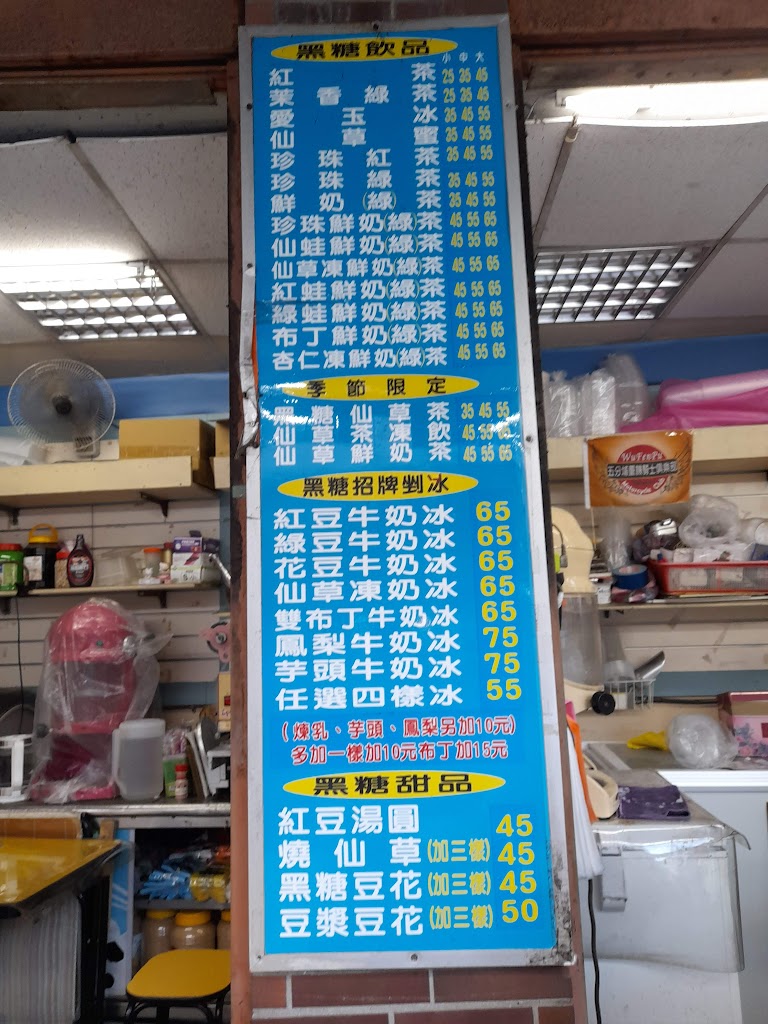 黑糖飲品
小 中 大
紅茶 25 35 45
茉香綠茶 25 35 45
愛玉冰 35 45 55
仙草蜜 35 45 55
珍珠紅茶 35 45 55
珍珠綠茶 35 45 55
鮮奶(綠)茶 35 45 55
珍珠鮮奶(綠)茶 45 55 65
仙蛙鮮奶(綠)茶 45 55 65
仙草凍鮮奶(綠)茶 45 55 65
紅蛙鮮奶(綠)茶 45 55 65
綠蛙鮮奶(綠)茶 45 55 65
布丁鮮奶(綠)茶 45 55 65
杏仁凍鮮奶(綠)茶 45 55 65
季節限定
黑糖仙草茶 35 45 55
仙草茶凍飲 45 55 65
仙草鮮奶茶 45 55 65
黑糖招牌剉冰
紅豆牛奶冰 65
綠豆牛奶冰 65
花豆牛奶冰 65
仙草凍奶冰 65
雙布丁牛奶冰 65
鳳梨牛奶冰 75
芋頭牛奶冰 75
任選四樣冰 55
(煉乳、芋頭、鳳梨另加10元)
多加一樣加10元布丁加15元
黑糖甜品
紅豆湯圓 45
燒仙草(加三樣) 45
黑糖豆花(加三樣) 45
豆漿豆花(加三樣) 50
WuFenPu